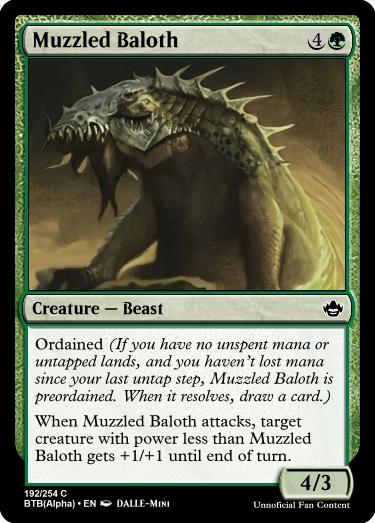 Muzzled Baloth 4
Creature — Beast
Ordained (If you have no unspent mana or
untapped lands, and you haven't lost mana
since your last untap step, Muzzled Baloth is
preordained. When it resolves, draw a card.)
When Muzzled Baloth attacks, target
creature with power less than Muzzled
Baloth gets +1/+1 until end of turn.
4/3
192/254 C
BTB(Alpha) • EN DALLE-Mini
Unnoficial Fan Content